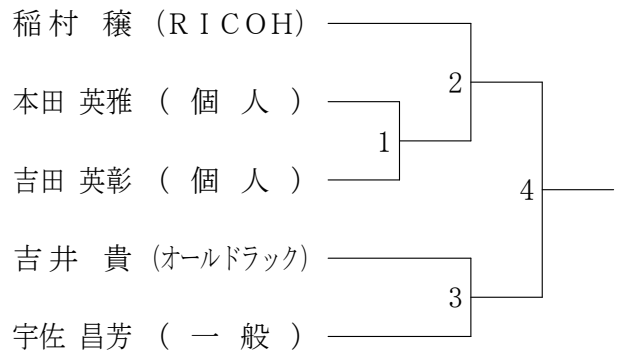 稲村 穣 (RICOH)
本田 英雅 (個人)
吉田 英彰 (個人)
吉井 貴 (オールドラック)
宇佐 昌芳 (一般)
1
2
3
4